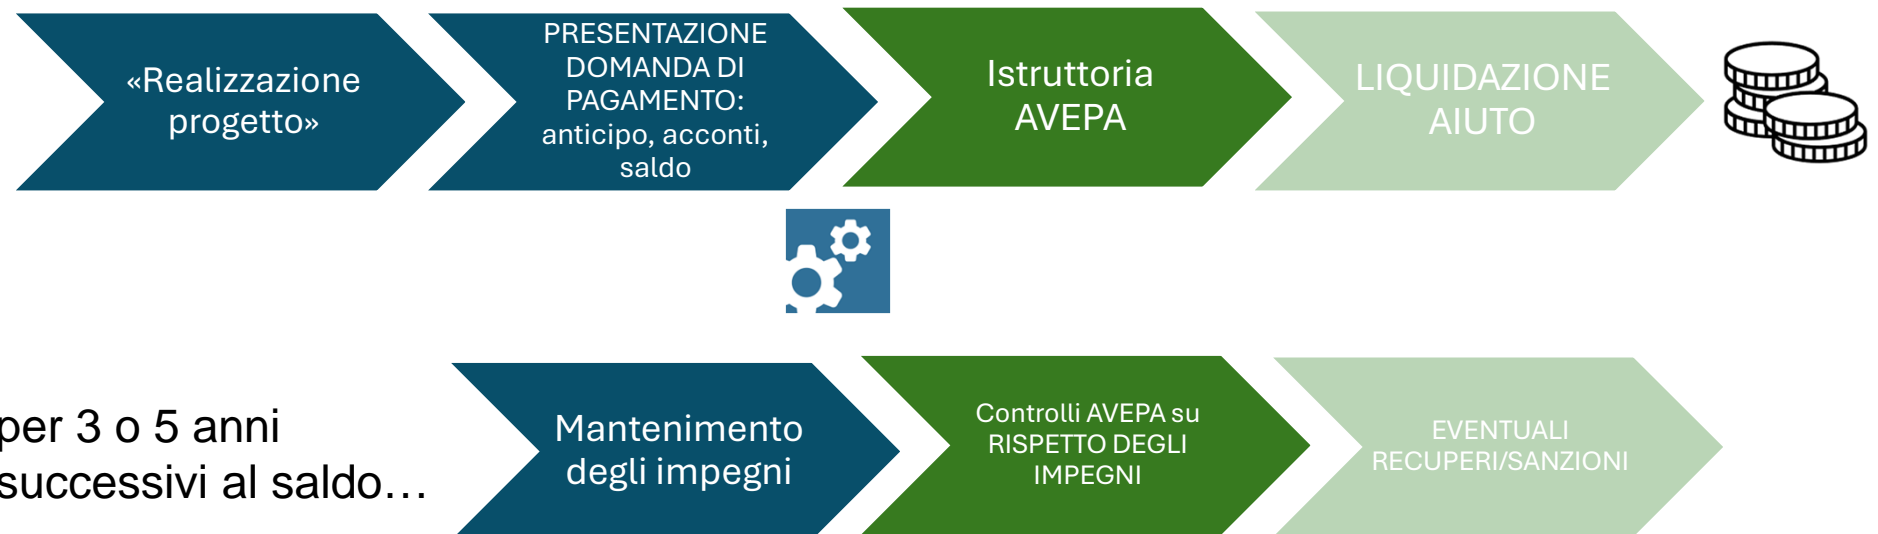 «Realizzazione
progetto»
PRESENTAZIONE
DOMANDA DI
PAGAMENTO:
anticipo, acconti,
saldo
Istruttoria
AVEPA
LIQUIDAZIONE
AIUTO
per 3 o 5 anni
successivi al saldo…
Mantenimento
degli impegni
Controlli AVEPA su
RISPETTO DEGLI
IMPEGNI
EVENTUALI
RECUPERI/SANZIONI